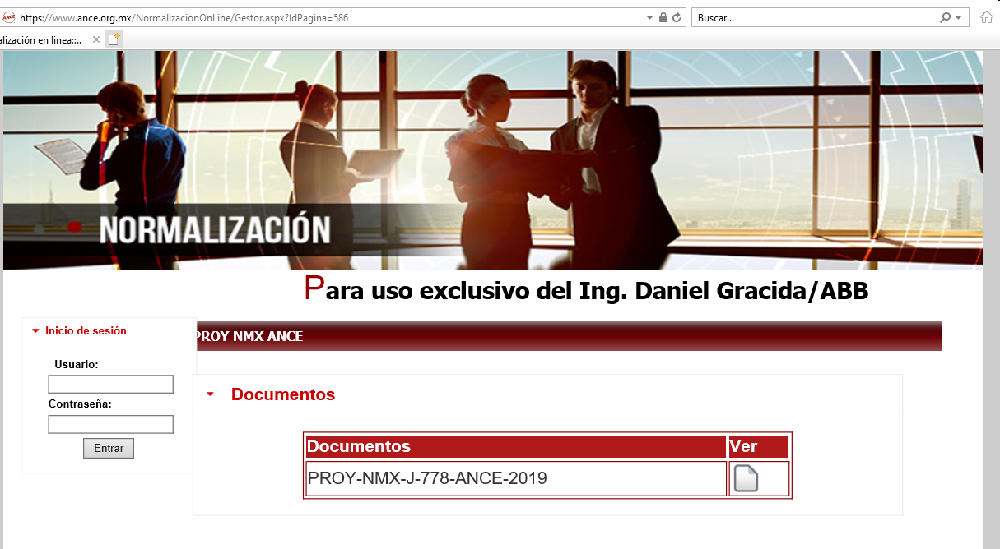 https://www.ance.org.mx/NormalizacionOnLine/Gestor.aspx?IdPagina=586
Buscar...
alización en linea::..
NORMALIZACIÓN
Para uso exclusivo del Ing. Daniel Gracida/ABB
Inicio de sesión
Usuario:
Contraseña:
Entrar
PROY NMX ANCE
Documentos
Documentos Ver
PROY-NMX-J-778-ANCE-2019